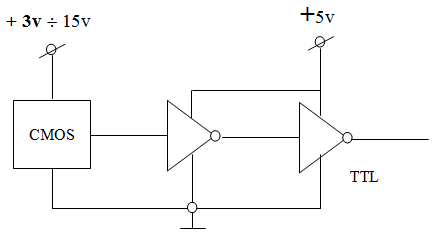 + 3v ÷ 15v
+5v
CMOS
TTL